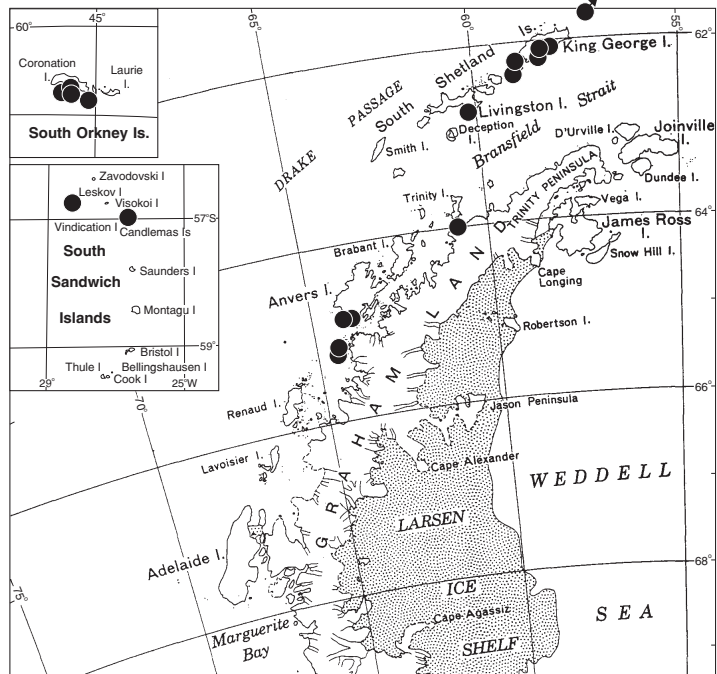 60°
45°
Coronation
I.
Laurie
I.
South Orkney Is.
Zavodovski I
Leskov I
Visokoi I
57°S
Vindication I
Candlemas Is
South
Sandwich
Islands
Saunders I
Montagu I
59°
Bristol I
Thule I
Bellingshausen I
Cook I
29°
25°W
65°
60°
55°
62°
Is.
King George I.
Shetland
South
PASSAGE
DRAKE
Livingston I.
Strait
Deception
I.
Bransfield
Smith I.
D'Urville I.
Joinville
I.
Dundee I.
TRINITY PENINSULA
Trinity I.
Vega I.
64°
James Ross
I.
Snow Hill I.
Brabant I.
Cape
Longing
Anvers I.
Robertson I.
GRAHAM LAND
66°
Jason Peninsula
Renaud I.
70°
Lavoisier I.
Cape Alexander
WEDDELL
LARSEN
Adelaide I.
68°
75°
ICE
Cape Agassiz
SEA
Marguerite
Bay
SHELF